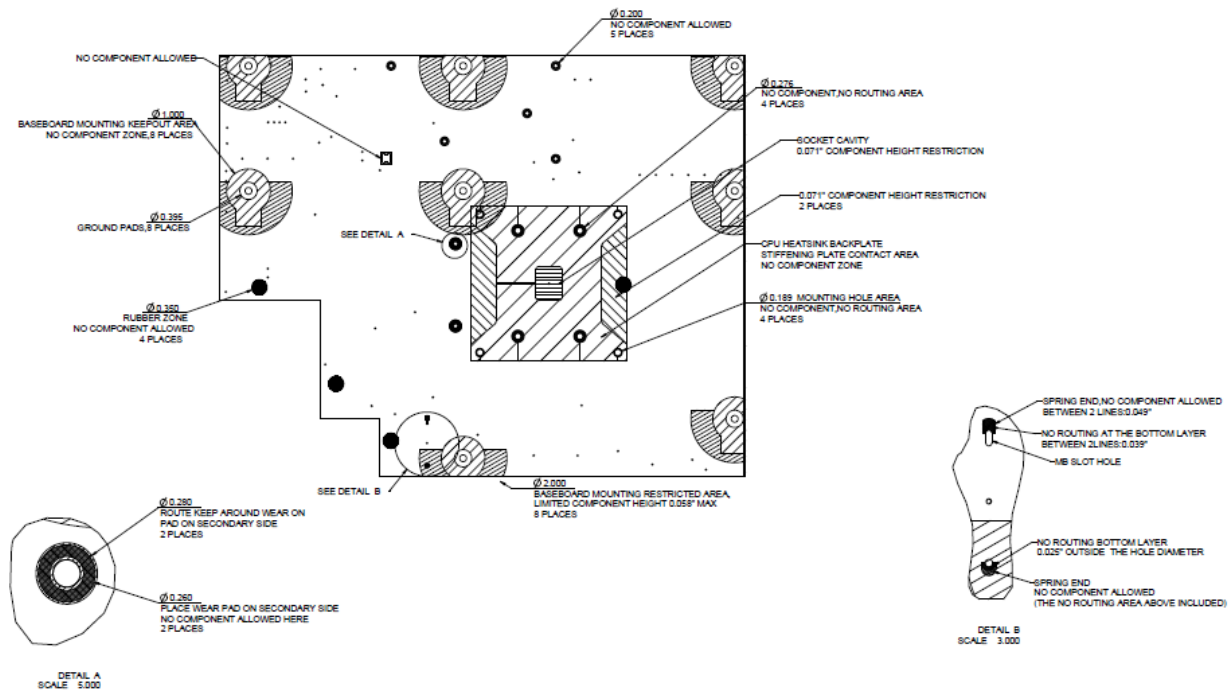 Ø 0.200
NO COMPONENT ALLOWED
5 PLACES
NO COMPONENT ALLOWED
Ø 0.276
NO COMPONENT,NO ROUTING AREA
4 PLACES
Ø 1.000
BASEBOARD MOUNTING KEEPOUT AREA
NO COMPONENT ZONE,8 PLACES
SOCKET CAVITY
0.071" COMPONENT HEIGHT RESTRICTION
0.071" COMPONENT HEIGHT RESTRICTION
2 PLACES
Ø 0.395
GROUND PADS,8 PLACES
SEE DETAIL A
CPU HEATSINK BACKPLATE
STIFFENING PLATE CONTACT AREA
NO COMPONENT ZONE
Ø 0.350
RUBBER ZONE
NO COMPONENT ALLOWED
4 PLACES
Ø 0.189 MOUNTING HOLE AREA
NO COMPONENT,NO ROUTING AREA
4 PLACES
SPRING END,NO COMPONENT ALLOWED
BETWEEN 2 LINES:0.049"
NO ROUTING AT THE BOTTOM LAYER
BETWEEN 2LINES:0.039"
MB SLOT HOLE
SEE DETAIL B
Ø 2.000
BASEBOARD MOUNTING RESTRICTED AREA,
LIMITED COMPONENT HEIGHT 0.058" MAX
8 PLACES
Ø 0.280
ROUTE KEEP AROUND WEAR ON
PAD ON SECONDARY SIDE
2 PLACES
NO ROUTING BOTTOM LAYER
0.025" OUTSIDE THE HOLE DIAMETER
SPRING END
NO COMPONENT ALLOWED
(THE NO ROUTING AREA ABOVE INCLUDED)
Ø 0.260
PLACE WEAR PAD ON SECONDARY SIDE
NO COMPONENT ALLOWED HERE
2 PLACES
DETAIL B
SCALE 3.000
DETAIL A
SCALE 5.000